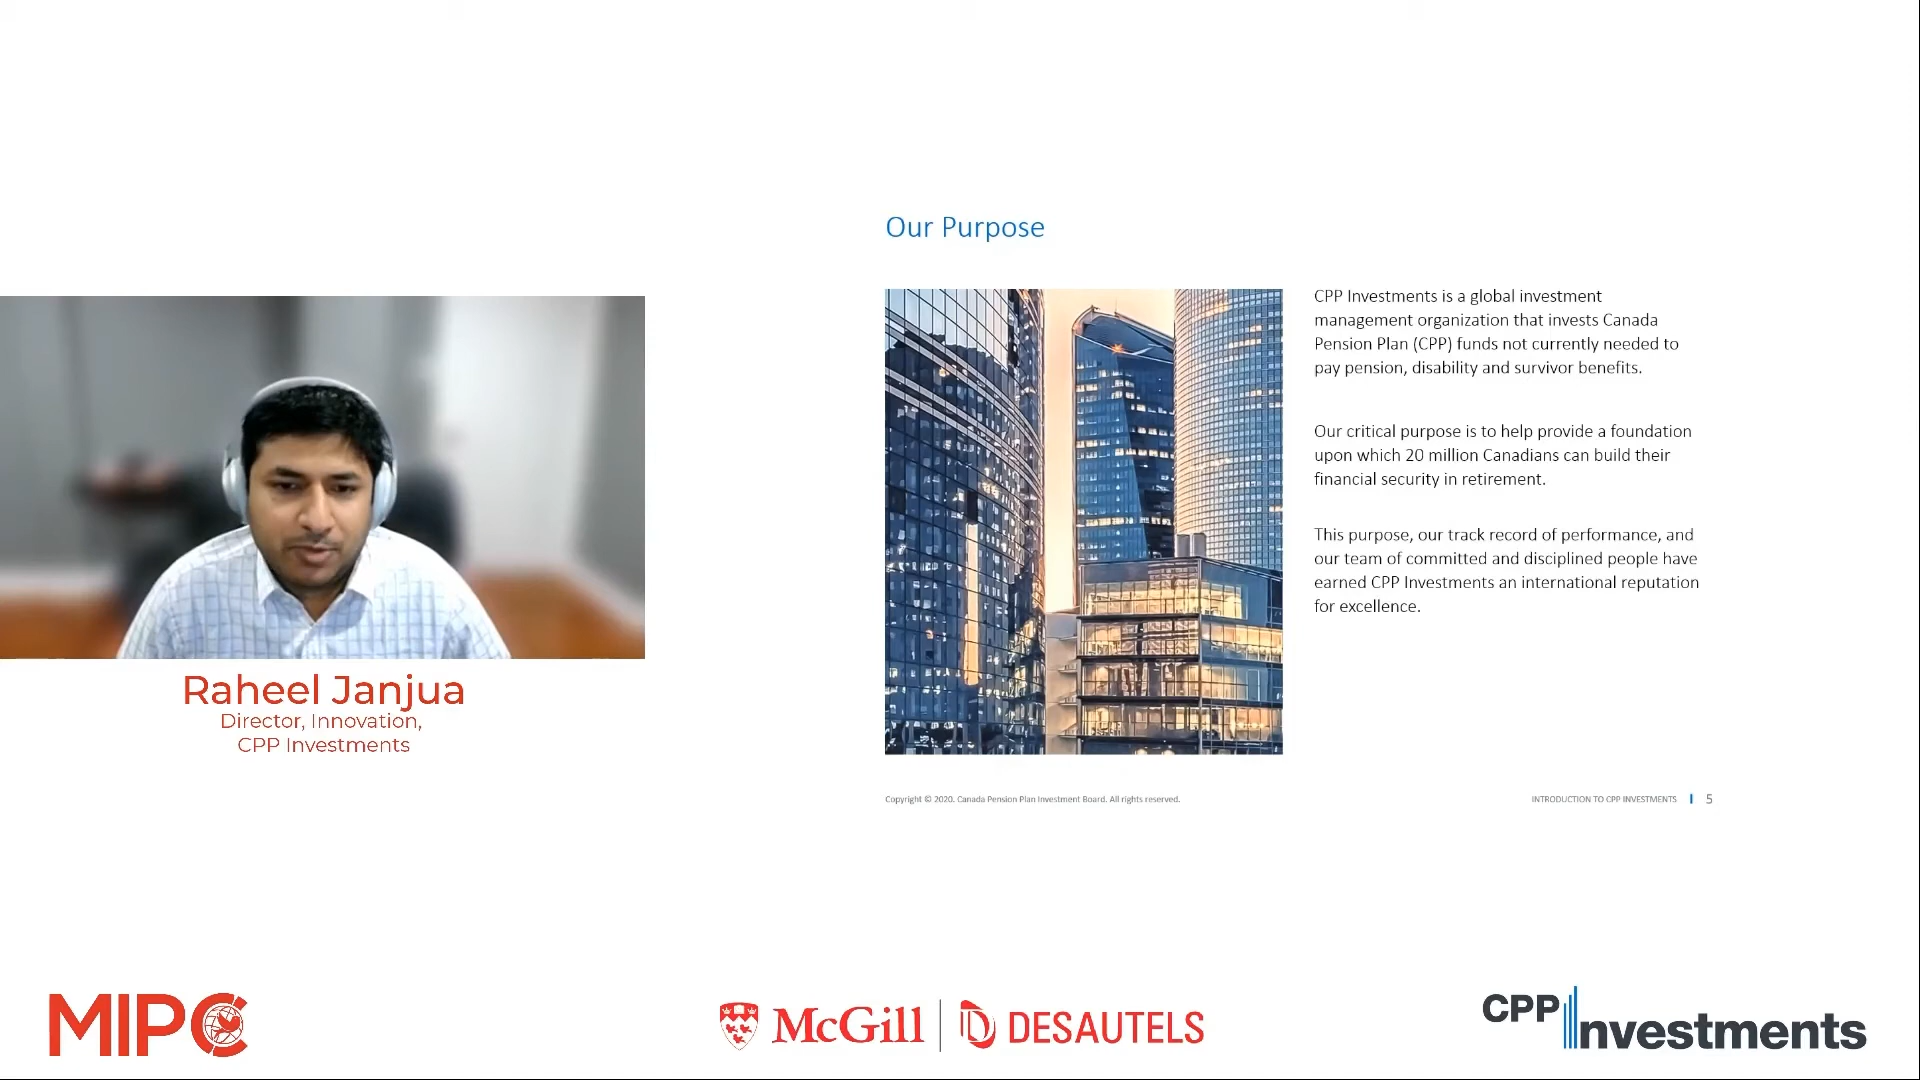 Our Purpose
CPP Investments is a global investment
management organization that invests Canada
Pension Plan (CPP) funds not currently needed to
pay pension, disability and survivor benefits.
Our critical purpose is to help provide a foundation
upon which 20 million Canadians can build their
financial security in retirement.
This purpose, our track record of performance, and
our team of committed and disciplined people have
earned CPP Investments an international reputation
for excellence.
Raheel Janjua
Director, Innovation,
CPP Investments
Copyright © 2020. Canada Pension Plan Investment Board. All rights reserved.
INTRODUCTION TO CPP INVESTMENTS | 5
MIPC
McGill | DESAUTELS
CPP Investments